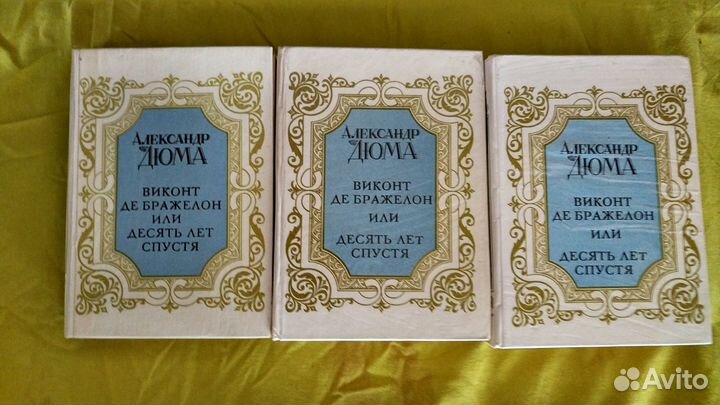 Александр
Дюма
ВИКОНТ
ДЕ БРАЖЕЛОН
ИЛИ
ДЕСЯТЬ ЛЕТ
СПУСТЯ
Александр
Дюма
ВИКОНТ
ДЕ БРАЖЕЛОН
ИЛИ
ДЕСЯТЬ ЛЕТ
СПУСТЯ
Александр
Дюма
ВИКОНТ
ДЕ БРАЖЕЛОН
ИЛИ
ДЕСЯТЬ ЛЕТ
СПУСТЯ
Avito